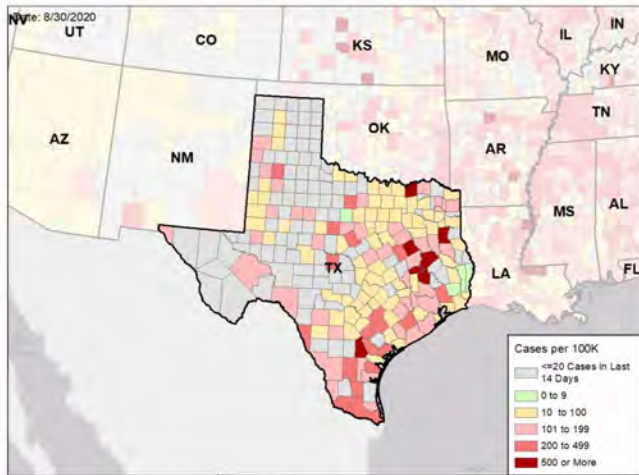 NV
Date: 8/30/2020
UT
CO
KS
MO
IL
IN
KY
AZ
NM
OK
AR
TN
MS
AL
TX
LA
FL
Cases per 100K
<=20 Cases in Last
14 Days
0 to 9
10 to 100
101 to 199
200 to 499
500 or More